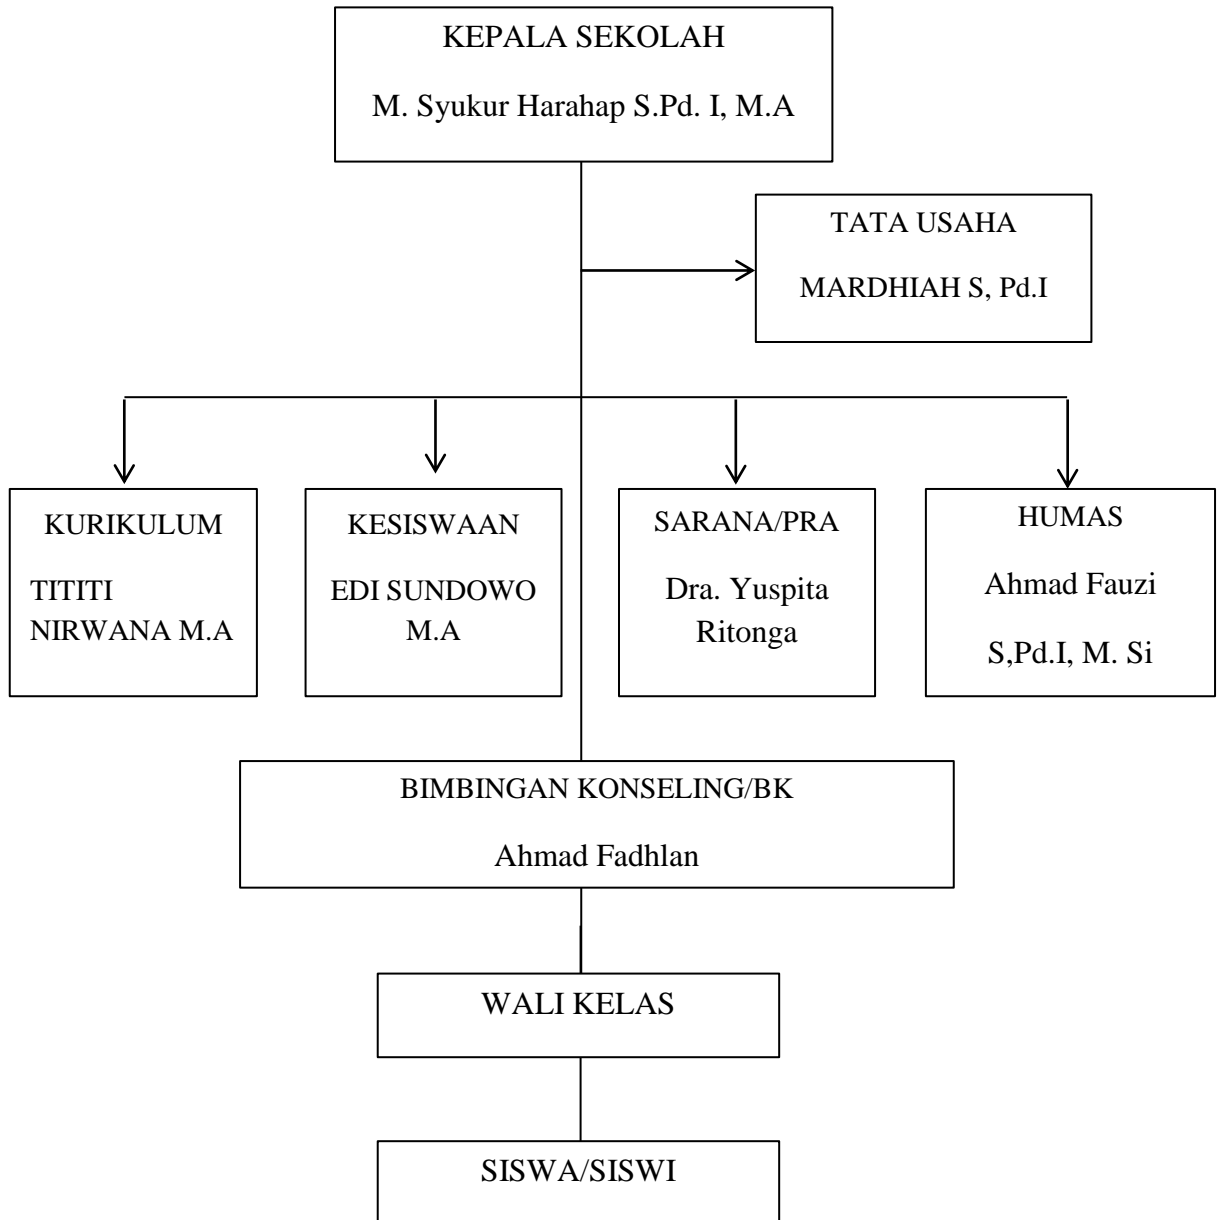 KEPALA SEKOLAH
M. Syukur Harahap S.Pd. I, M.A
TATA USAHA
MARDHIAH S, Pd.I
KURIKULUM
TITITI
NIRWANA M.A
KESISWAAN
EDI SUNDOWO
M.A
SARANA/PRA
Dra. Yuspita
Ritonga
HUMAS
Ahmad Fauzi
S,Pd.I, M. Si
BIMBINGAN KONSELING/BK
Ahmad Fadhlan
WALI KELAS
SISWA/SISWI